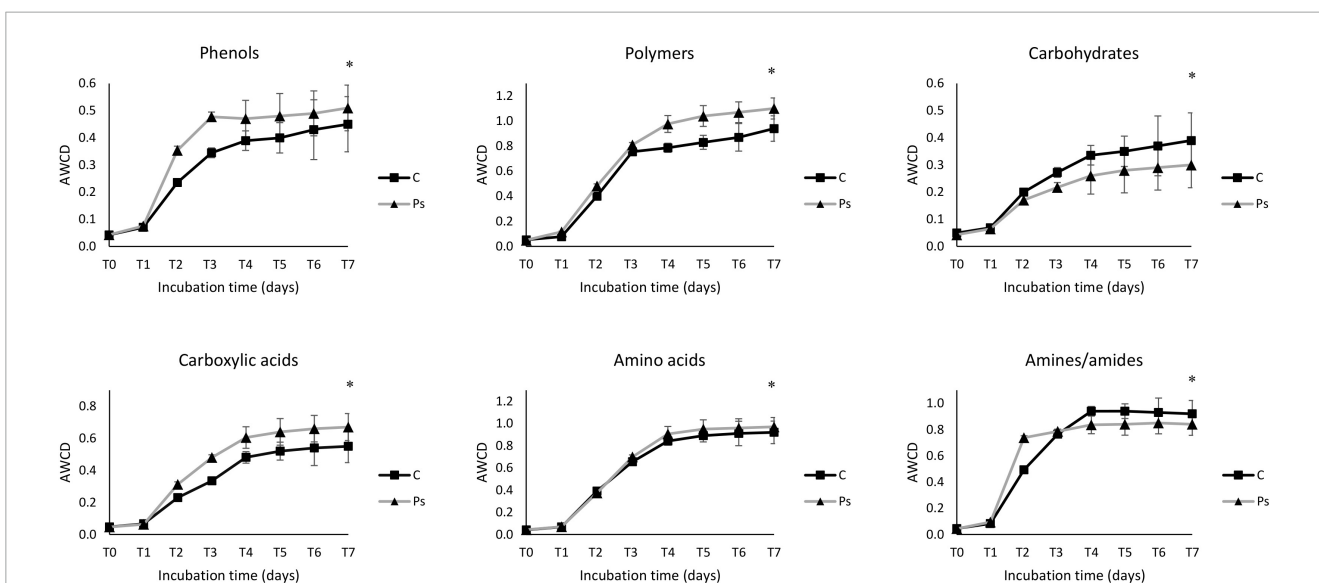 Phenols
*
0.6
0.5
0.4
0.3
0.2
0.1
0.0
AWCD
T0 T1 T2 T3 T4 T5 T6 T7
Incubation time (days)
C
Ps
Polymers
*
1.2
1.0
0.8
0.6
0.4
0.2
0.0
AWCD
T0 T1 T2 T3 T4 T5 T6 T7
Incubation time (days)
C
Ps
Carbohydrates
*
0.6
0.5
0.4
0.3
0.2
0.1
0.0
AWCD
T0 T1 T2 T3 T4 T5 T6 T7
Incubation time (days)
C
Ps
Carboxylic acids
*
0.8
0.6
0.4
0.2
0.0
AWCD
T0 T1 T2 T3 T4 T5 T6 T7
Incubation time (days)
C
Ps
Amino acids
*
1.2
1.0
0.8
0.6
0.4
0.2
0.0
AWCD
T0 T1 T2 T3 T4 T5 T6 T7
Incubation time (days)
C
Ps
Amines/amides
*
1.0
0.8
0.6
0.4
0.2
0.0
AWCD
T0 T1 T2 T3 T4 T5 T6 T7
Incubation time (days)
C
Ps